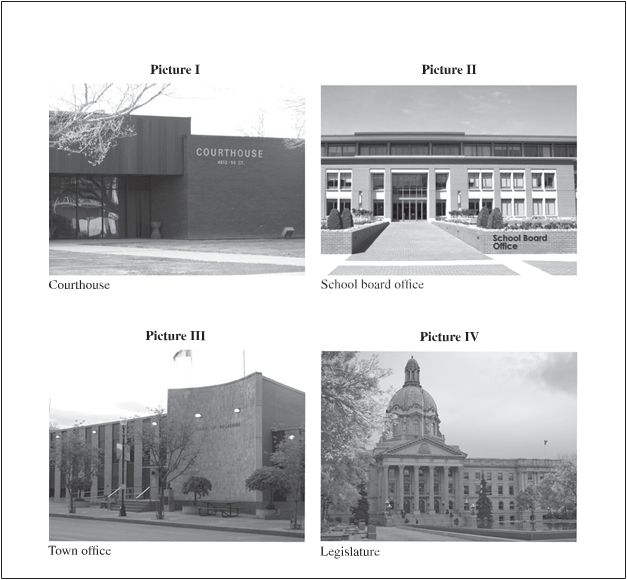 Picture I
Picture II
COURTHOUSE
School Board
Office
Courthouse
School board office
Picture III
Picture IV
Town office
Legislature